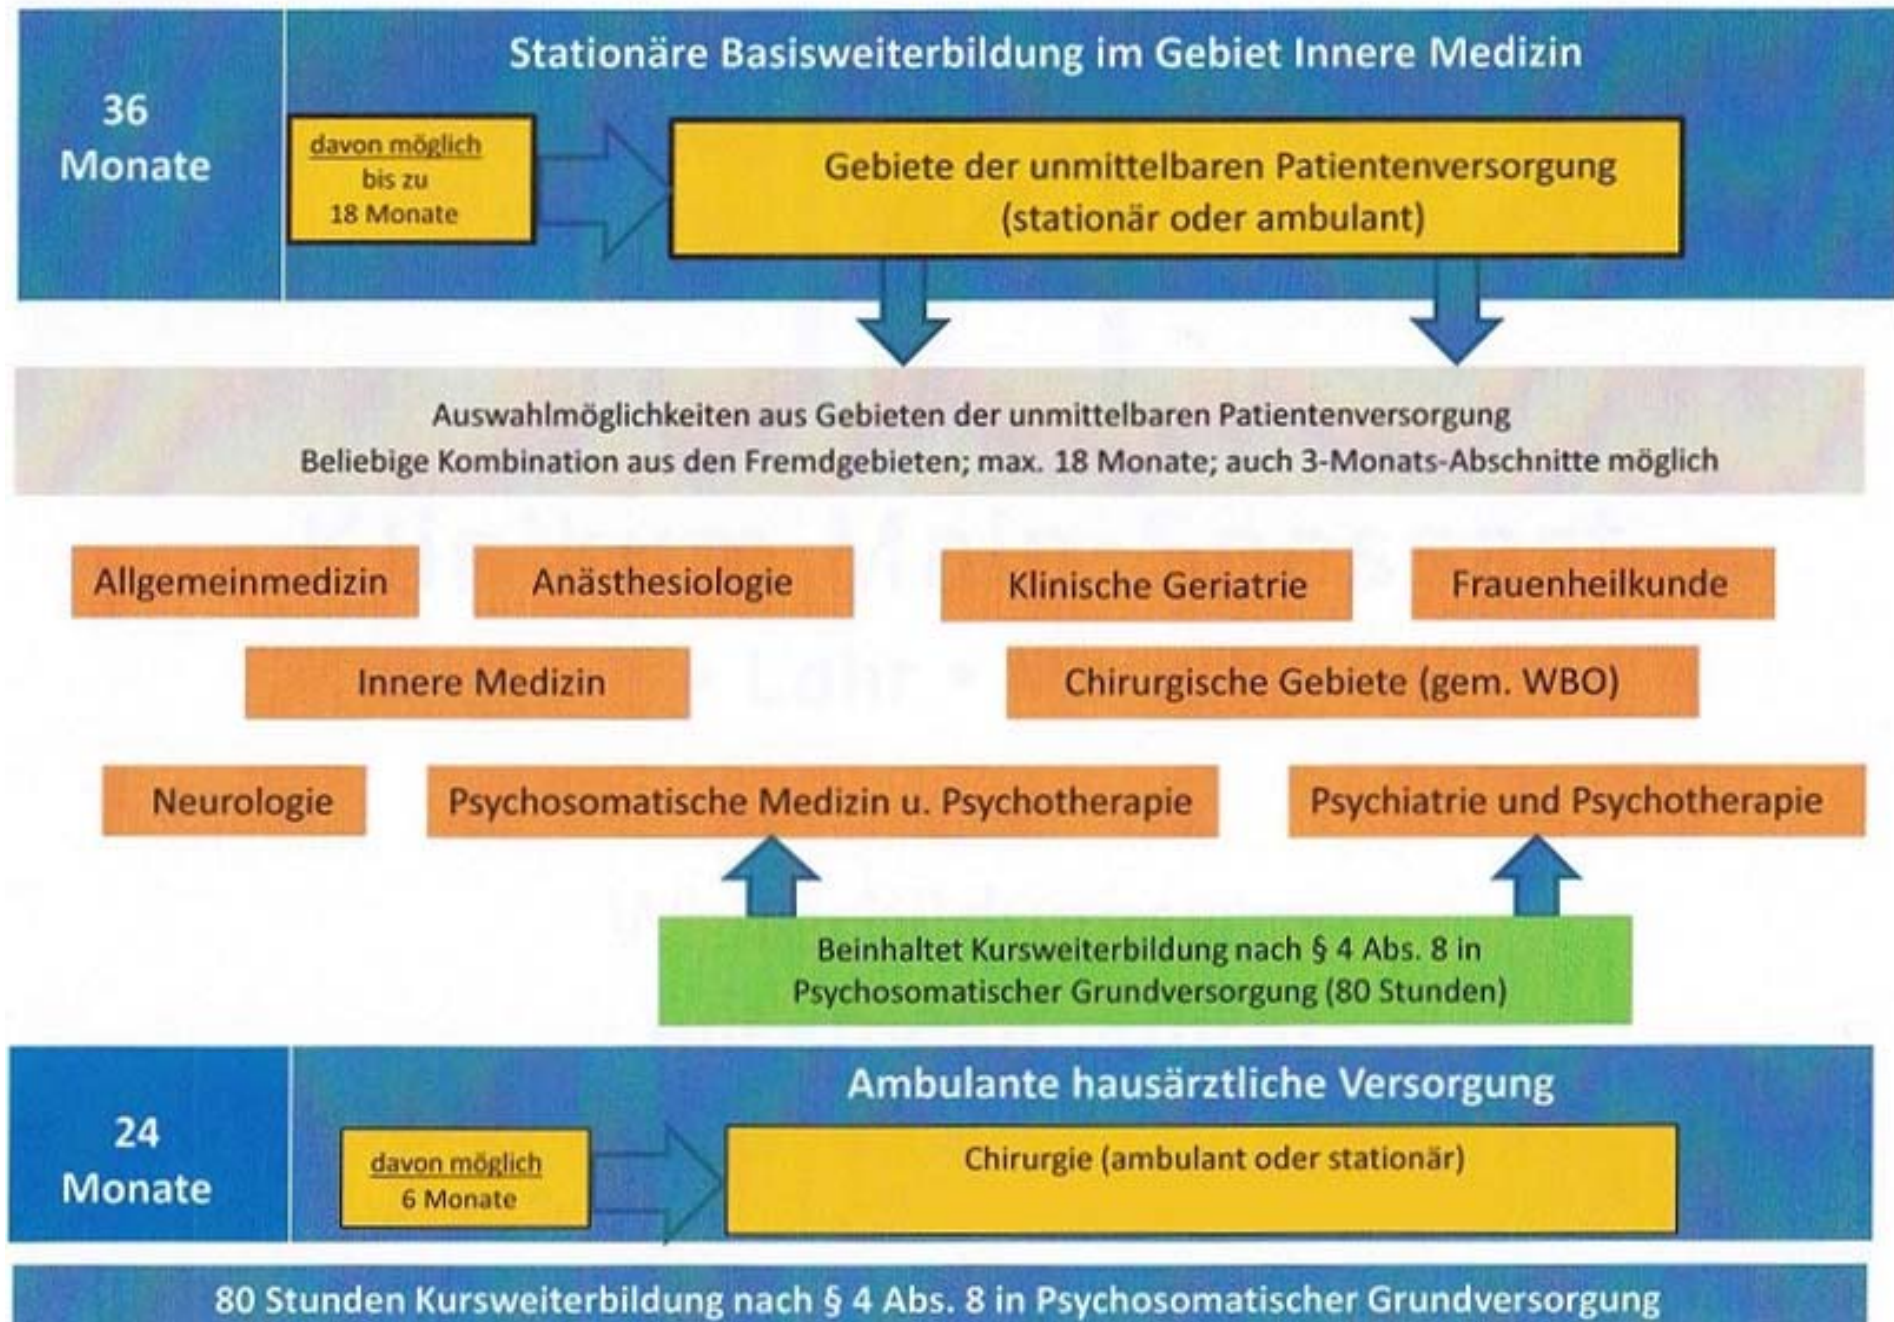 Stationäre Basisweiterbildung im Gebiet Innere Medizin
36
Monate
davon möglich
bis zu
18 Monate
Gebiete der unmittelbaren Patientenversorgung
(stationär oder ambulant)
Auswahlmöglichkeiten aus Gebieten der unmittelbaren Patientenversorgung
Beliebige Kombination aus den Fremdgebieten; max. 18 Monate; auch 3-Monats-Abschnitte möglich
Allgemeinmedizin
Anästhesiologie
Klinische Geriatrie
Frauenheilkunde
Innere Medizin
Chirurgische Gebiete (gem. WBO)
Neurologie
Psychosomatische Medizin u. Psychotherapie
Psychiatrie und Psychotherapie
Beinhaltet Kursweiterbildung nach § 4 Abs. 8 in
Psychosomatischer Grundversorgung (80 Stunden)
Ambulante hausärztliche Versorgung
24
Monate
davon möglich
6 Monate
Chirurgie (ambulant oder stationär)
80 Stunden Kursweiterbildung nach § 4 Abs. 8 in Psychosomatischer Grundversorgung